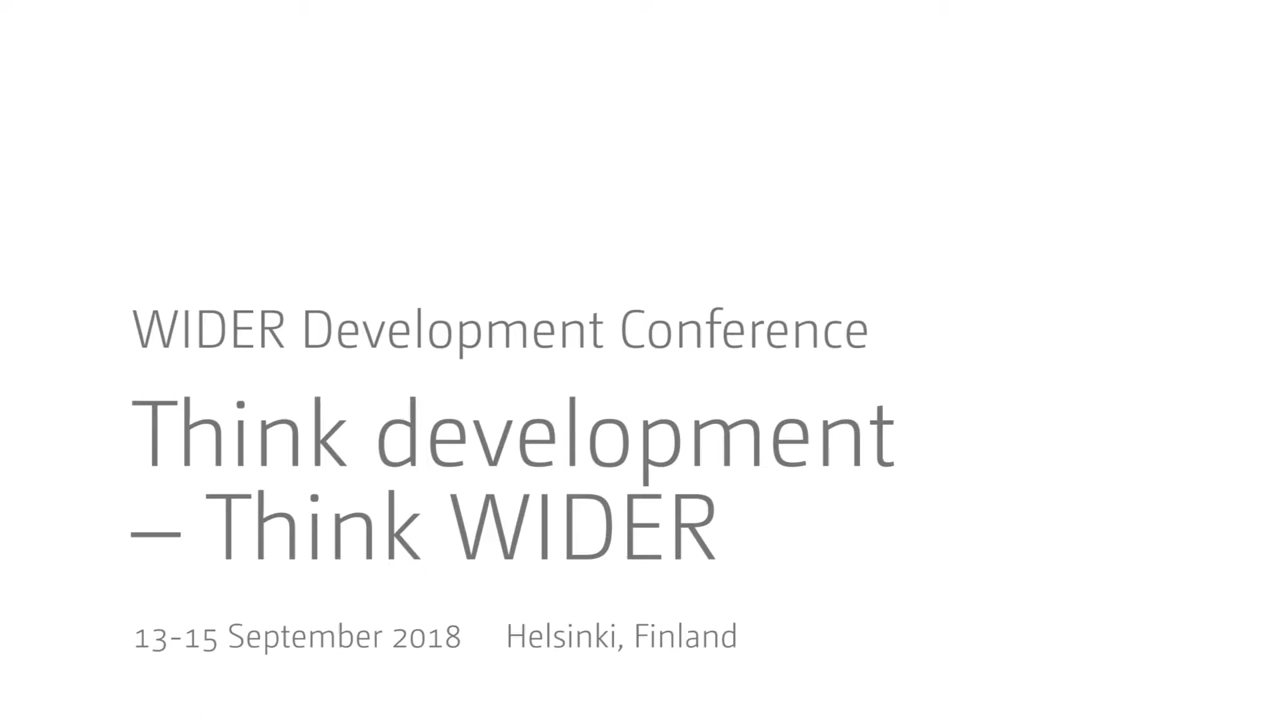 WIDER Development Conference
Think development
– Think WIDER
13-15 September 2018 Helsinki, Finland